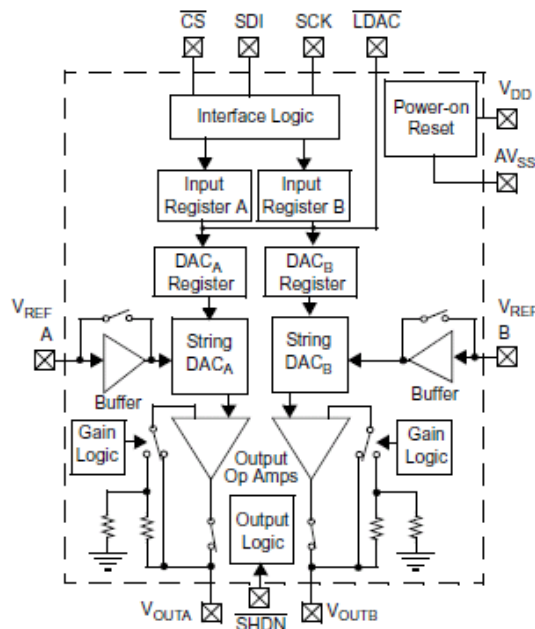 CS SDI SCK LDAC
Interface Logic
Power-on
Reset
VDD
AVSS
Input
Register A
Input
Register B
DACA
Register
DACB
Register
VREF
A
VREF
B
String
DACA
String
DACB
Buffer
Buffer
Gain
Logic
Output
Op Amps
Gain
Logic
Output
Logic
VOUTA
SHDN
VOUTB